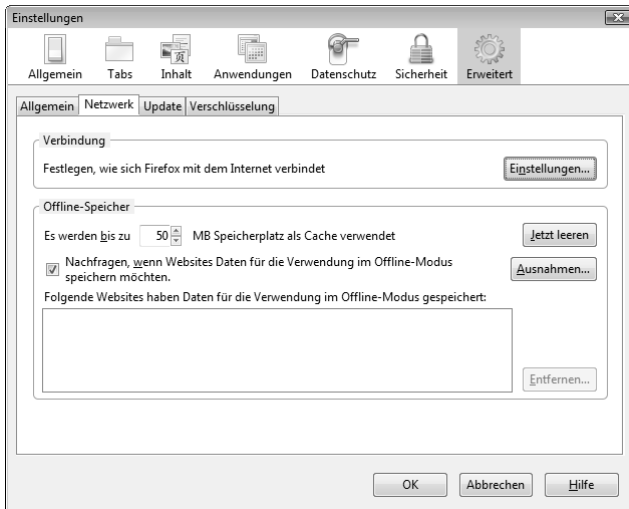 Einstellungen
Allgemein
Tabs
Inhalt
Anwendungen
Datenschutz
Sicherheit
Erweitert
Allgemein
Netzwerk
Update
Verschlüsselung
Verbindung
Festlegen, wie sich Firefox mit dem Internet verbindet
Einstellungen...
Offline-Speicher
Es werden bis zu 50 MB Speicherplatz als Cache verwendet
Jetzt leeren
Nachfragen, wenn Websites Daten für die Verwendung im Offline-Modus
speichern möchten.
Ausnahmen...
Folgende Websites haben Daten für die Verwendung im Offline-Modus gespeichert:
Entfernen...
OK
Abbrechen
Hilfe